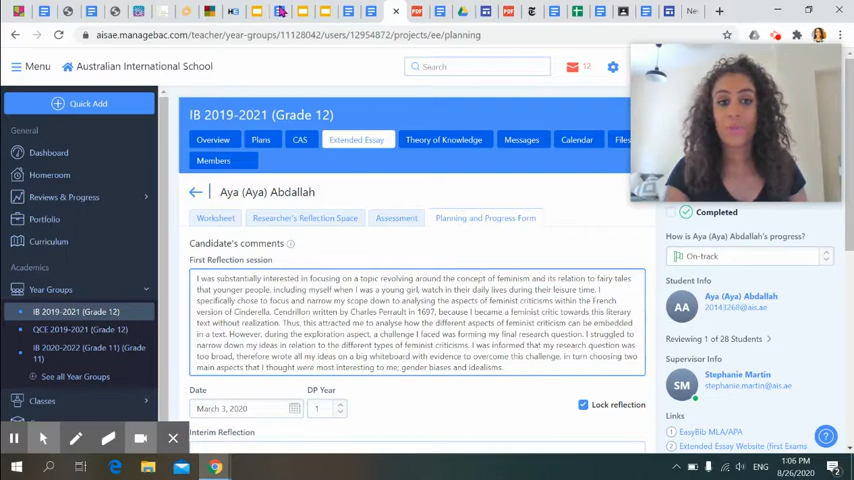 aisae.managebac.com/teacher/year-groups/11128042/users/12954872/projects/ee/planning
Menu
Australian International School
Search
12
Quick Add
General
Dashboard
Homeroom
Reviews & Progress
Portfolio
Curriculum
Academics
Year Groups
IB 2019-2021 (Grade 12)
QCE 2019-2021 (Grade 12)
IB 2020-2022 (Grade 11) (Grade
11)
See all Year Groups
Classes
IB 2019-2021 (Grade 12)
Overview
Plans
CAS
Extended Essay
Theory of Knowledge
Messages
Calendar
Files
Members
Aya (Aya) Abdallah
Worksheet
Researcher's Reflection Space
Assessment
Planning and Progress Form
Candidate's comments
First Reflection session
I was substantially interested in focusing on a topic revolving around the concept of feminism and its relation to fairy tales
that younger people, including myself when I was a young girl, watch in their daily lives during their leisure time. I
specifically chose to focus and narrow my scope down to analysing the aspects of feminist criticisms within the French
version of Cinderella, Cendrillon written by Charles Perrault in 1697, because I became a feminist critic towards this literary
text without realization. Thus, this attracted me to analyse how the different aspects of feminist criticism can be embedded
in a text. However, during the exploration aspect, a challenge I faced was forming my final research question. I struggled to
narrow down my ideas in relation to the different types of feminist criticisms. I was informed that my research question was
too broad, therefore wrote all my ideas on a big whiteboard with evidence to overcome this challenge, in turn choosing two
main aspects that I thought were most interesting to me; gender biases and idealisms.
Date
DP Year
March 3, 2020
1
Lock reflection
Interim Reflection
Completed
How is Aya (Aya) Abdallah's progress?
On-track
Student Info
AA
Aya (Aya) Abdallah
20143268@ais.ae
Reviewing 1 of 28 Students
Supervisor Info
SM
Stephanie Martin
stephanie.martin@ais.ae
Links
1 EasyBib MLA/APA
2 Extended Essay Website (first Exams
ENG
1:06 PM
8/26/2020
2